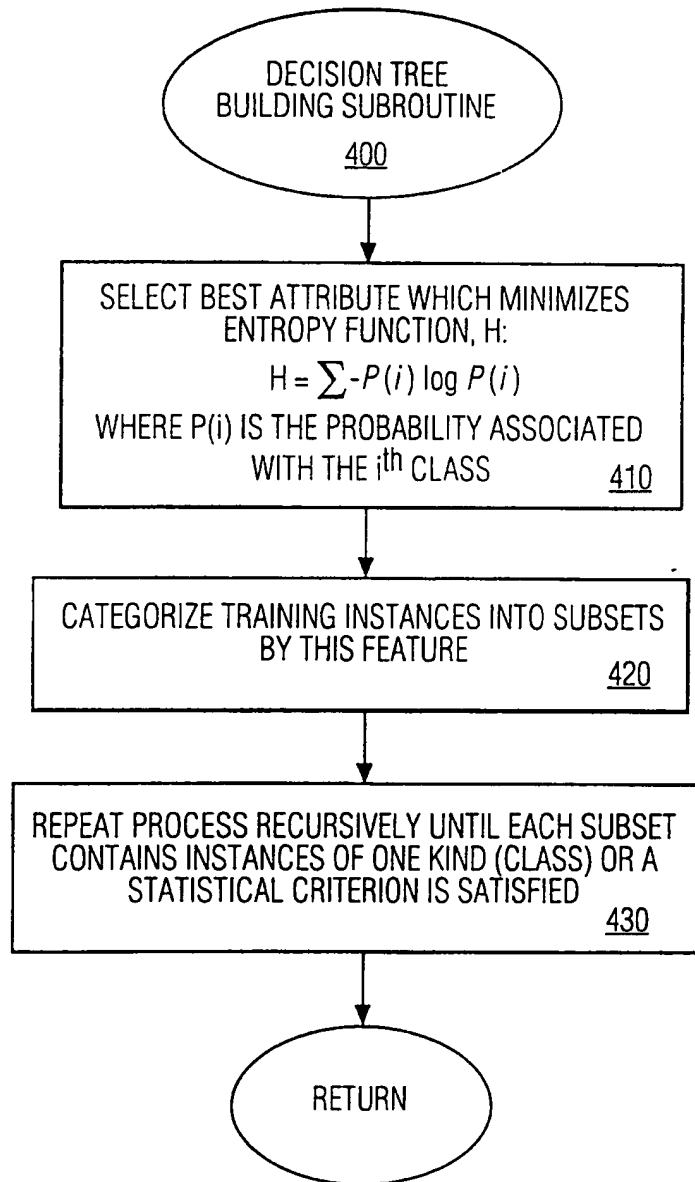 DECISION TREE
BUILDING SUBROUTINE
400
SELECT BEST ATTRIBUTE WHICH MINIMIZES
ENTROPY FUNCTION, H:
H = ∑ -P(i) log P(i)
WHERE P(i) IS THE PROBABILITY ASSOCIATED
WITH THE ith CLASS
410
CATEGORIZE TRAINING INSTANCES INTO SUBSETS
BY THIS FEATURE
420
REPEAT PROCESS RECURSIVELY UNTIL EACH SUBSET
CONTAINS INSTANCES OF ONE KIND (CLASS) OR A
STATISTICAL CRITERION IS SATISFIED
430
RETURN